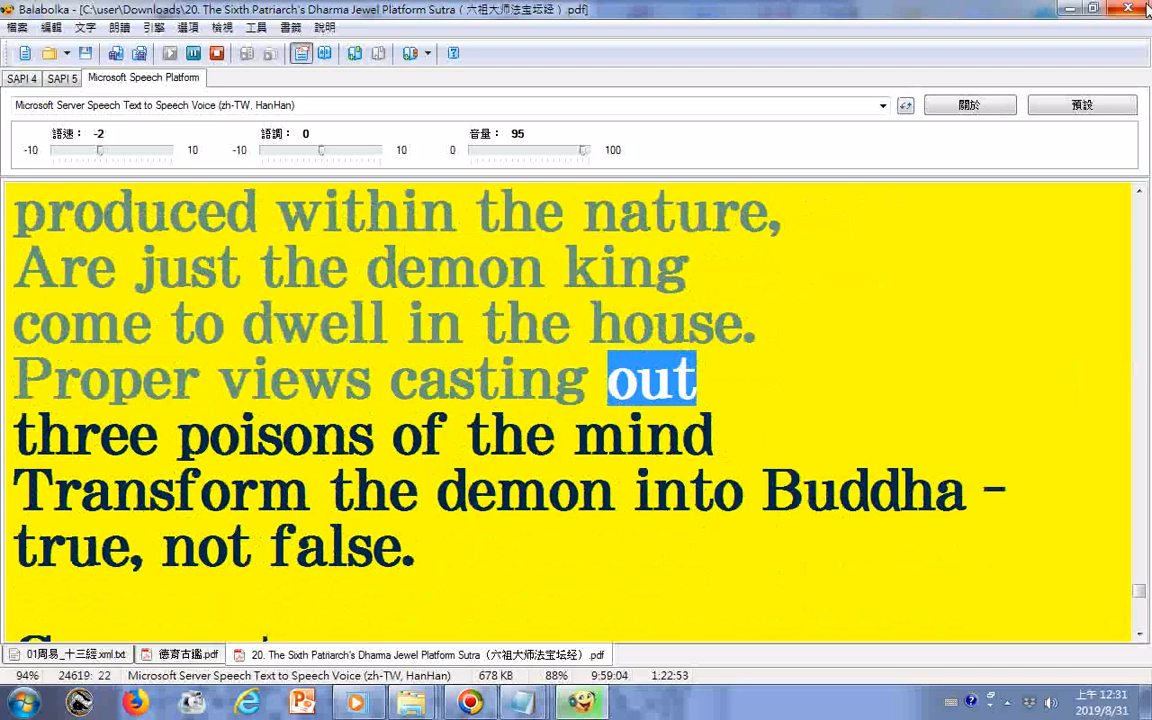 Balabolka - [C:\user\Downloads\20. The Sixth Patriarch's Dharma Jewel Platform Sutra（六祖大师法宝坛经）.pdf]
檔案 編輯 文字 朗讀 引擎 選項 檢視 工具 書籤 說明
SAPI 4 SAPI 5 Microsoft Speech Platform
Microsoft Server Speech Text to Speech Voice (zh-TW, HanHan) 關於 預設
語速： -2 語調： 0 音量： 95
-10 10 -10 10 0 100
produced within the nature,
Are just the demon king
come to dwell in the house.
Proper views casting out
three poisons of the mind
Transform the demon into Buddha -
true, not false.
01周易_十三經.xml.txt 德育古鑑.pdf 20. The Sixth Patriarch's Dharma Jewel Platform Sutra（六祖大师法宝坛经）.pdf
94% 24619: 22 Microsoft Server Speech Text to Speech Voice (zh-TW, HanHan) 678 KB 88% 9:59:04 1:22:53
上午 12:31
2019/8/31